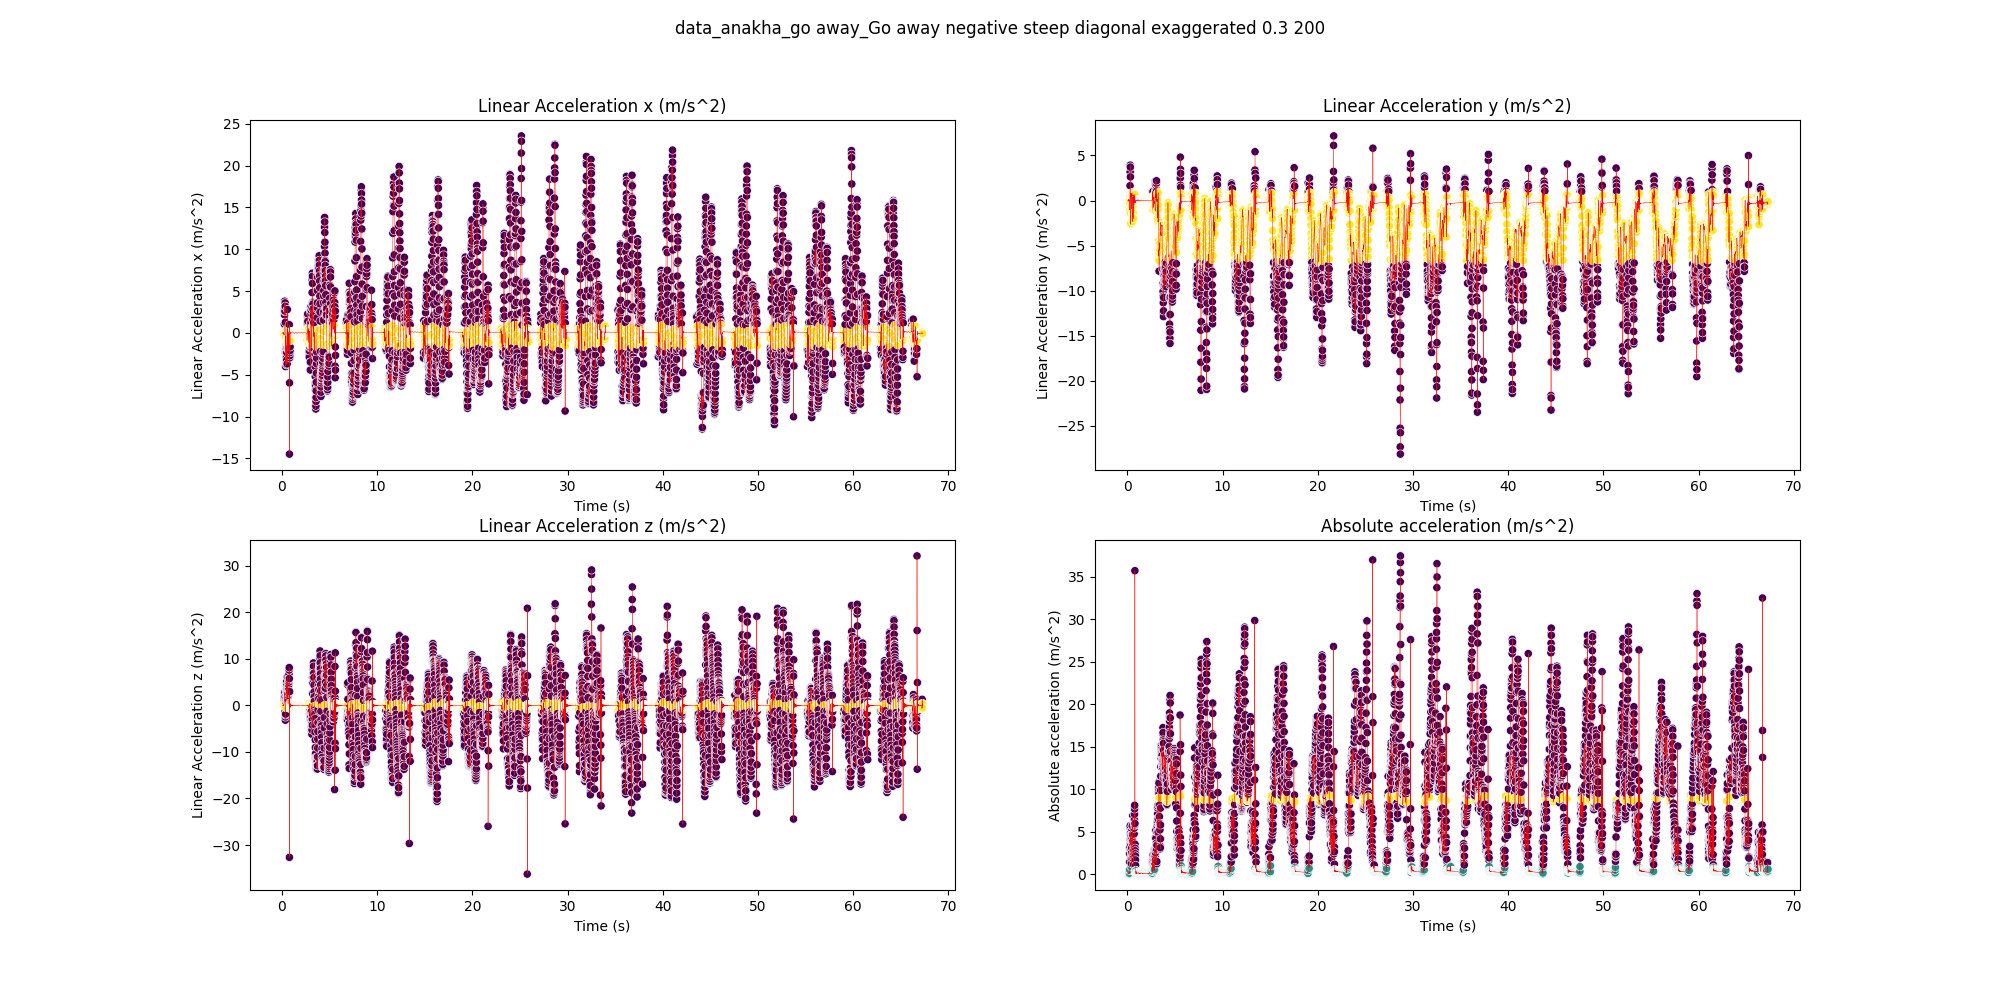 data_anakha_go away_Go away negative steep diagonal exaggerated 0.3 200
Linear Acceleration x (m/s^2)
Linear Acceleration x (m/s^2)
25
20
15
10
5
0
−5
−10
−15
0 10 20 30 40 50 60 70
Time (s)
Linear Acceleration y (m/s^2)
Linear Acceleration y (m/s^2)
5
0
−5
−10
−15
−20
−25
0 10 20 30 40 50 60 70
Time (s)
Linear Acceleration z (m/s^2)
Linear Acceleration z (m/s^2)
30
20
10
0
−10
−20
−30
0 10 20 30 40 50 60 70
Time (s)
Absolute acceleration (m/s^2)
Absolute acceleration (m/s^2)
35
30
25
20
15
10
5
0
0 10 20 30 40 50 60 70
Time (s)